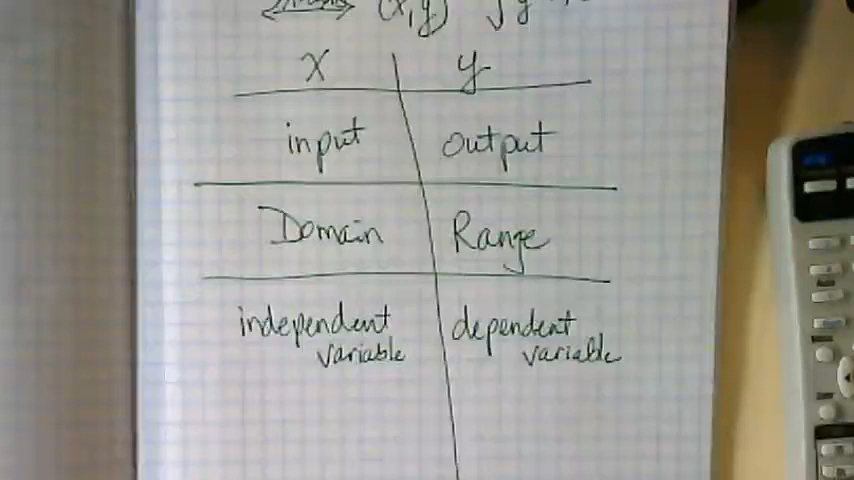 (x,y)
x y
input output
Domain Range
independent dependent
variable variable